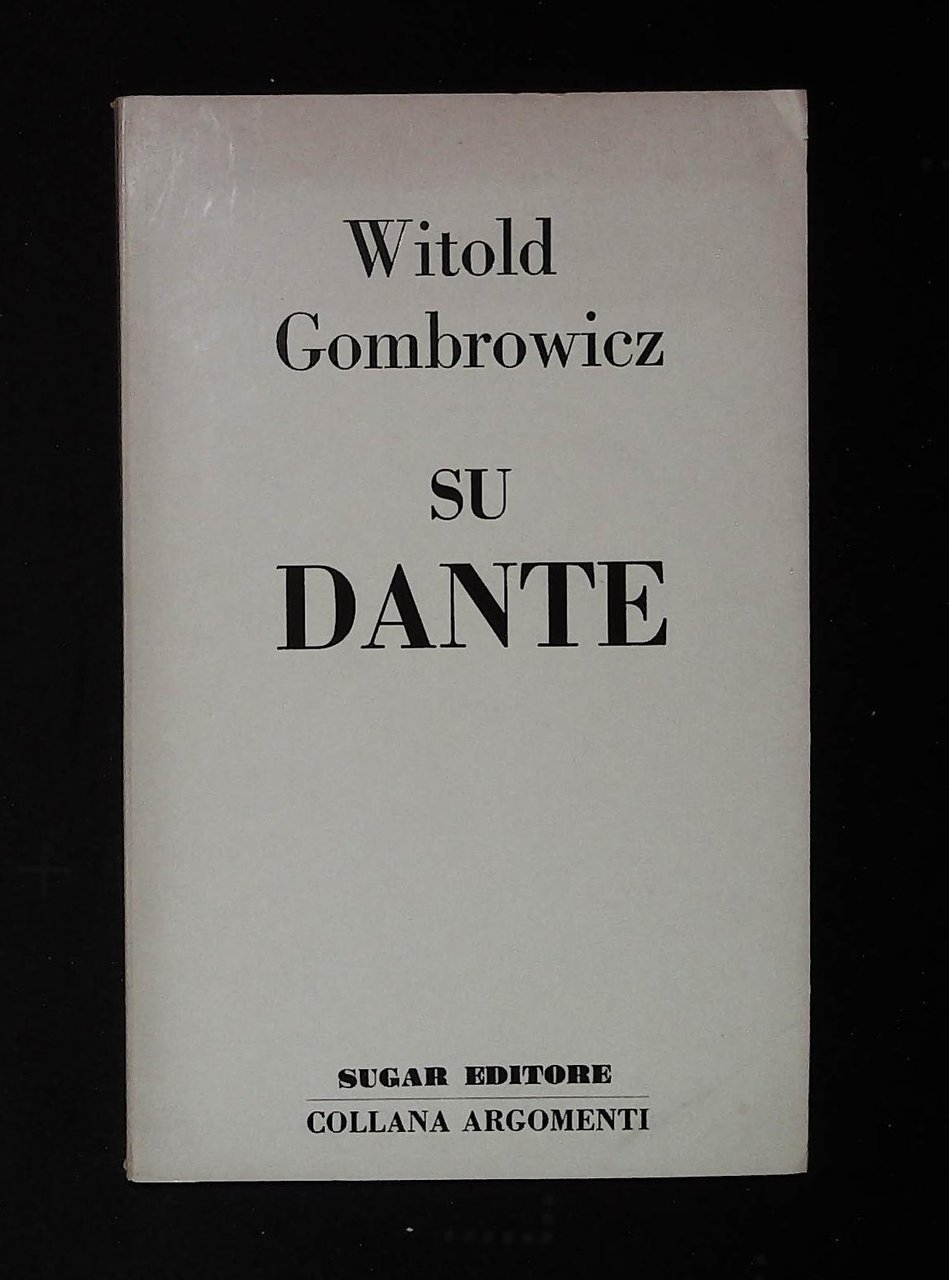 Witold
Gombrowicz
SU
DANTE
SUGAR EDITORE
COLLANA ARGOMENTI